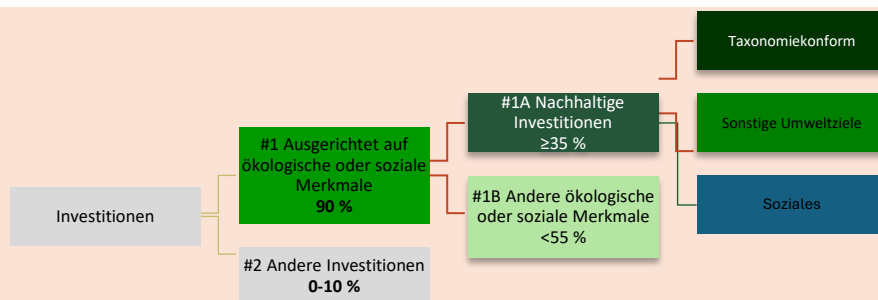 Investitionen
#1 Ausgerichtet auf
ökologische oder soziale
Merkmale
90 %
#2 Andere Investitionen
0-10 %
#1A Nachhaltige
Investitionen
≥35 %
#1B Andere ökologische
oder soziale Merkmale
<55 %
Taxonomiekonform
Sonstige Umweltziele
Soziales